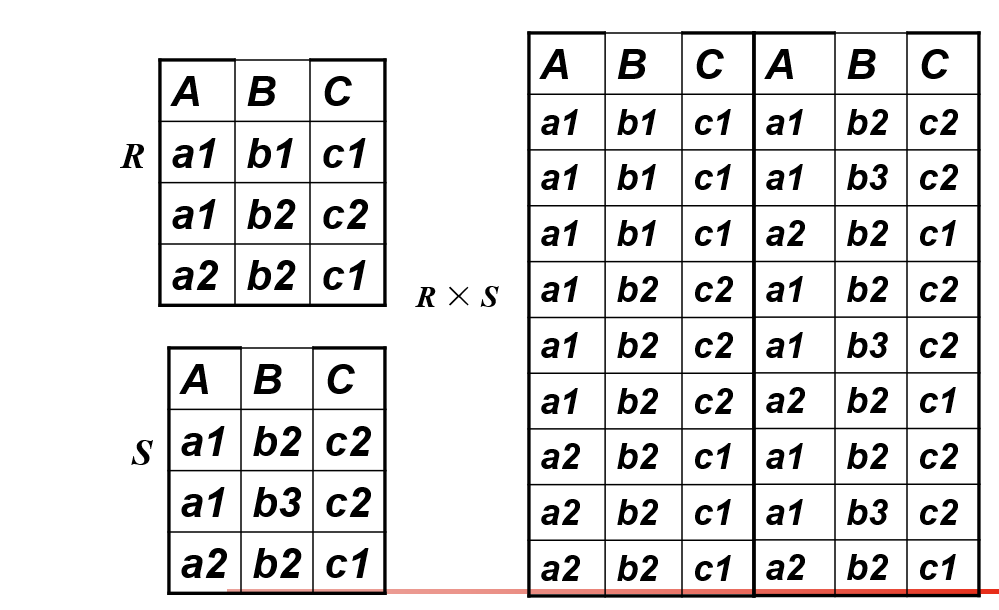 A B C
R a1 b1 c1
a1 b2 c2
a2 b2 c1
A B C
S a1 b2 c2
a1 b3 c2
a2 b2 c1
R × S
A B C A B C
a1 b1 c1 a1 b2 c2
a1 b1 c1 a1 b3 c2
a1 b1 c1 a2 b2 c1
a1 b2 c2 a1 b2 c2
a1 b2 c2 a1 b3 c2
a1 b2 c2 a2 b2 c1
a2 b2 c1 a1 b2 c2
a2 b2 c1 a1 b3 c2
a2 b2 c1 a2 b2 c1